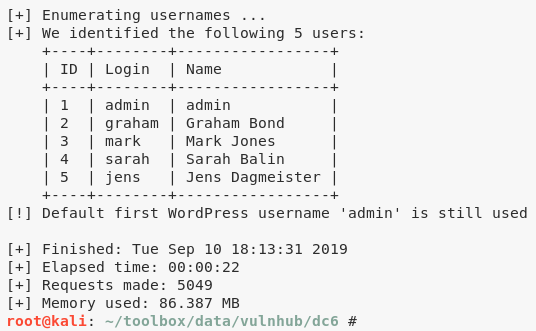 [+] Enumerating usernames ...
[+] We identified the following 5 users:
    +----+--------+-----------------+
    | ID | Login  | Name            |
    +----+--------+-----------------+
    | 1  | admin  | admin           |
    | 2  | graham | Graham Bond     |
    | 3  | mark   | Mark Jones      |
    | 4  | sarah  | Sarah Balin     |
    | 5  | jens   | Jens Dagmeister |
    +----+--------+-----------------+
[!] Default first WordPress username 'admin' is still used

[+] Finished: Tue Sep 10 18:13:31 2019
[+] Elapsed time: 00:00:22
[+] Requests made: 5049
[+] Memory used: 86.387 MB
root@kali: ~/toolbox/data/vulnhub/dc6 #